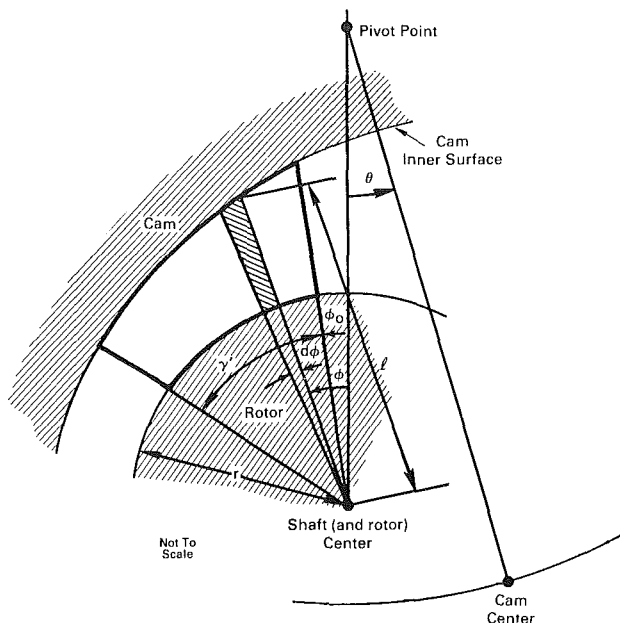 Pivot Point
Cam
Inner Surface
θ
Cam
ϕo
dϕ
ϕ
γ'
ℓ
Rotor
r
Shaft (and rotor)
Center
Not To
Scale
Cam
Center